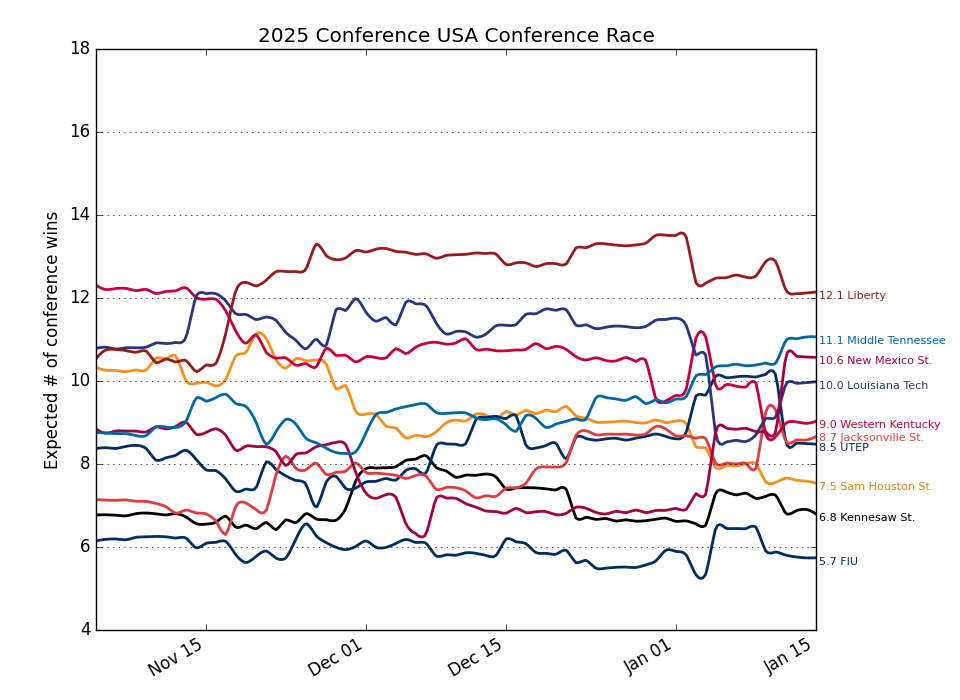 2025 Conference USA Conference Race
Expected # of conference wins
18
16
14
12
10
8
6
4
Nov 15
Dec 01
Dec 15
Jan 01
Jan 15
12.1 Liberty
11.1 Middle Tennessee
10.6 New Mexico St.
10.0 Louisiana Tech
9.0 Western Kentucky
8.7 Jacksonville St.
8.5 UTEP
7.5 Sam Houston St.
6.8 Kennesaw St.
5.7 FIU